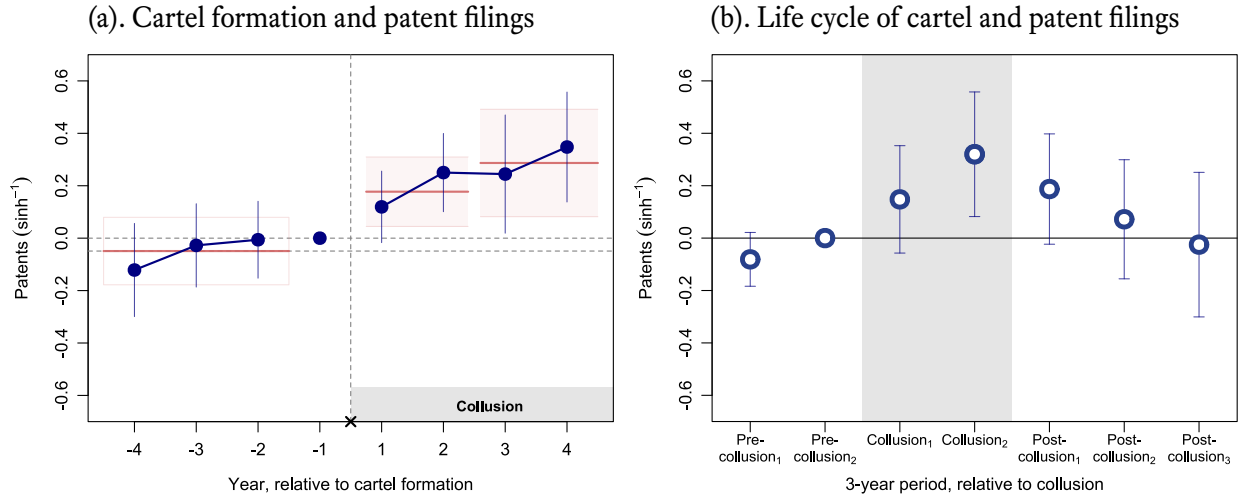 (a). Cartel formation and patent filings
Patents (sinh⁻¹)
0.6
0.4
0.2
0.0
-0.2
-0.4
-0.6
Collusion
-4 -3 -2 -1 1 2 3 4
Year, relative to cartel formation
(b). Life cycle of cartel and patent filings
Patents (sinh⁻¹)
0.6
0.4
0.2
0.0
-0.2
-0.4
-0.6
Pre- Pre- Collusion₁ Collusion₂ Post- Post- Post-
collusion₁ collusion₂ collusion₁ collusion₂ collusion₃
3-year period, relative to collusion